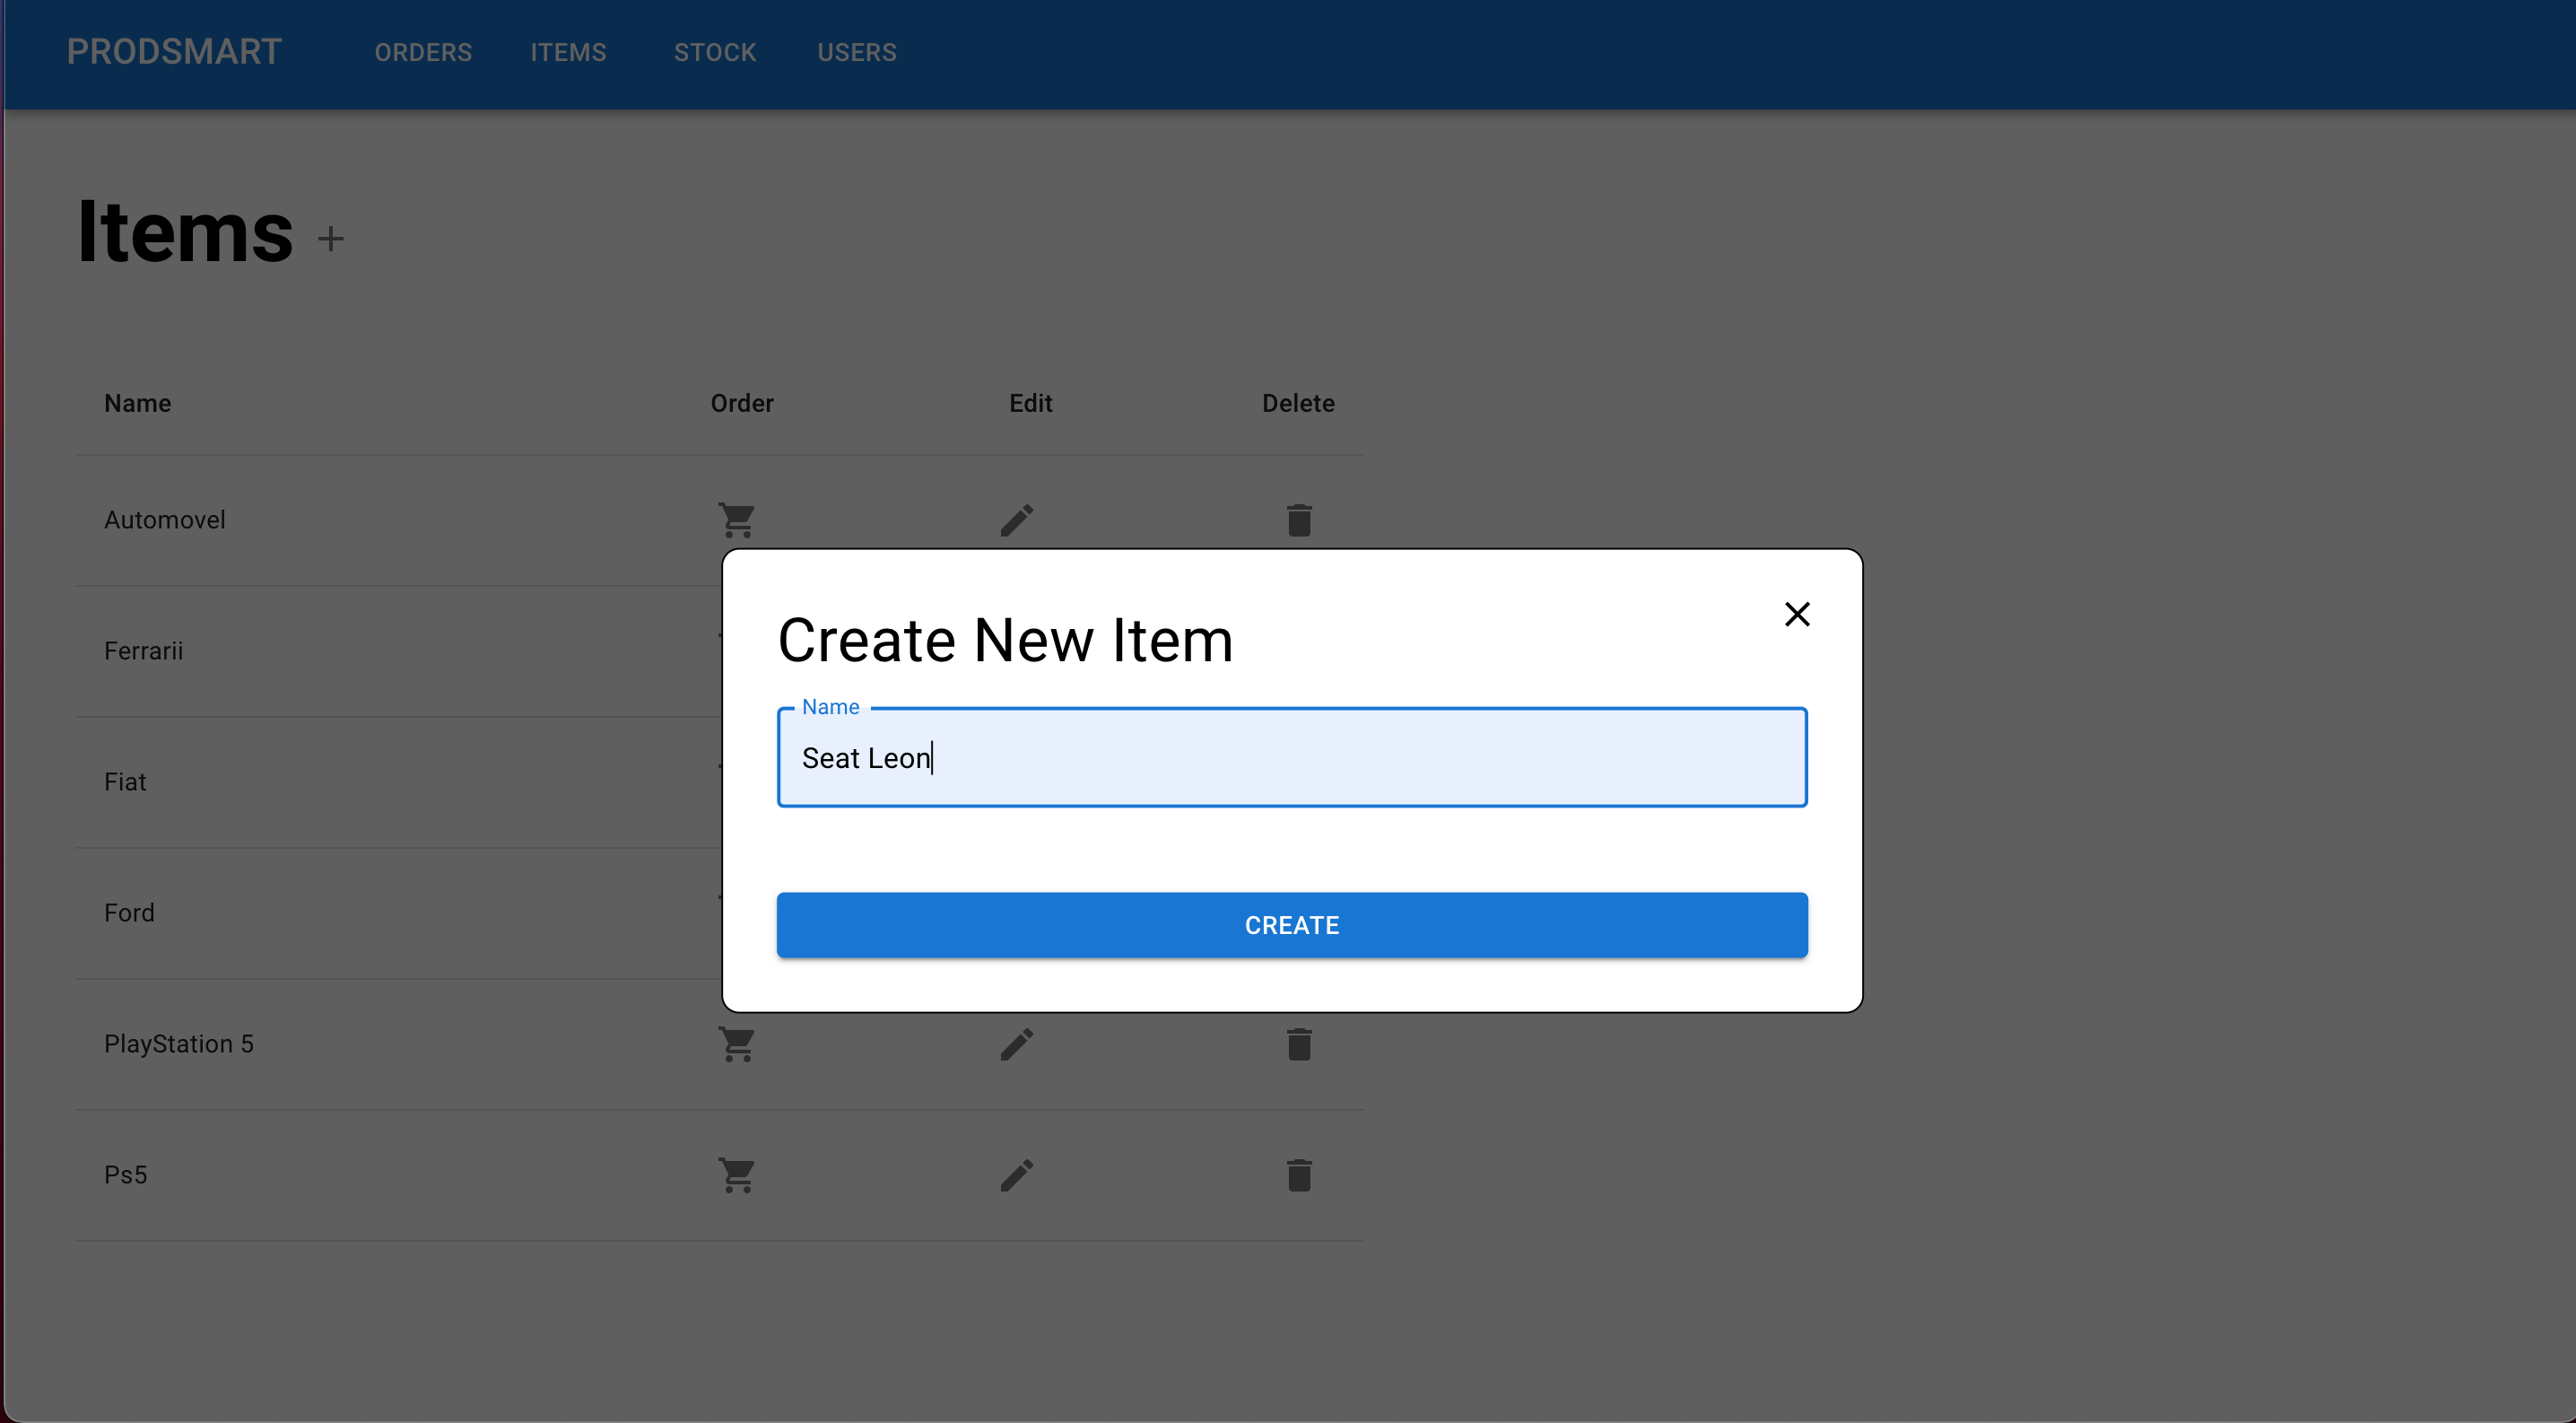 PRODSMART ORDERS ITEMS STOCK USERS
Items +
Name Order Edit Delete
Automovel
Ferrarii
Fiat
Ford
PlayStation 5
Ps5
Create New Item
Name
Seat Leon
CREATE